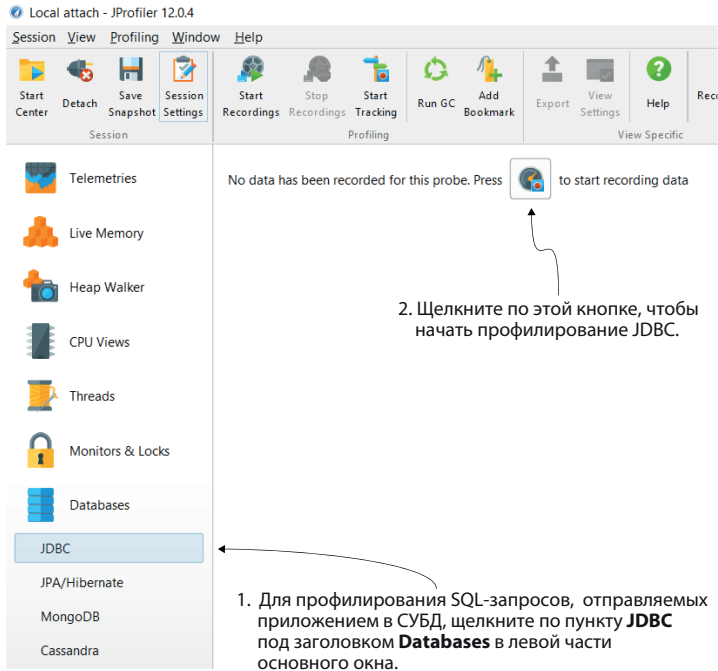 Local attach - JProfiler 12.0.4
Session View Profiling Window Help
Start Center
Detach
Save Snapshot
Session Settings
Start Recordings
Stop Recordings
Start Tracking
Run GC
Add Bookmark
Export
View Settings
Help
Session
Profiling
View Specific
Telemetries
No data has been recorded for this probe. Press to start recording data
Live Memory
Heap Walker
2. Щелкните по этой кнопке, чтобы
начать профилирование JDBC.
CPU Views
Threads
Monitors & Locks
Databases
JDBC
JPA/Hibernate
MongoDB
Cassandra
1. Для профилирования SQL-запросов, отправляемых
приложением в СУБД, щелкните по пункту JDBC
под заголовком Databases в левой части
основного окна.